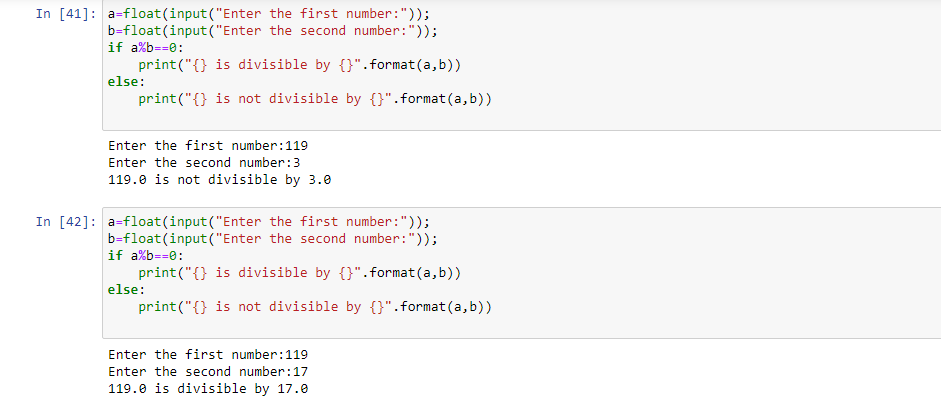 In [41]: a=float(input("Enter the first number:"));
b=float(input("Enter the second number:"));
if a%b==0:
    print("{} is divisible by {}".format(a,b))
else:
    print("{} is not divisible by {}".format(a,b))
Enter the first number:119
Enter the second number:3
119.0 is not divisible by 3.0
In [42]: a=float(input("Enter the first number:"));
b=float(input("Enter the second number:"));
if a%b==0:
    print("{} is divisible by {}".format(a,b))
else:
    print("{} is not divisible by {}".format(a,b))
Enter the first number:119
Enter the second number:17
119.0 is divisible by 17.0